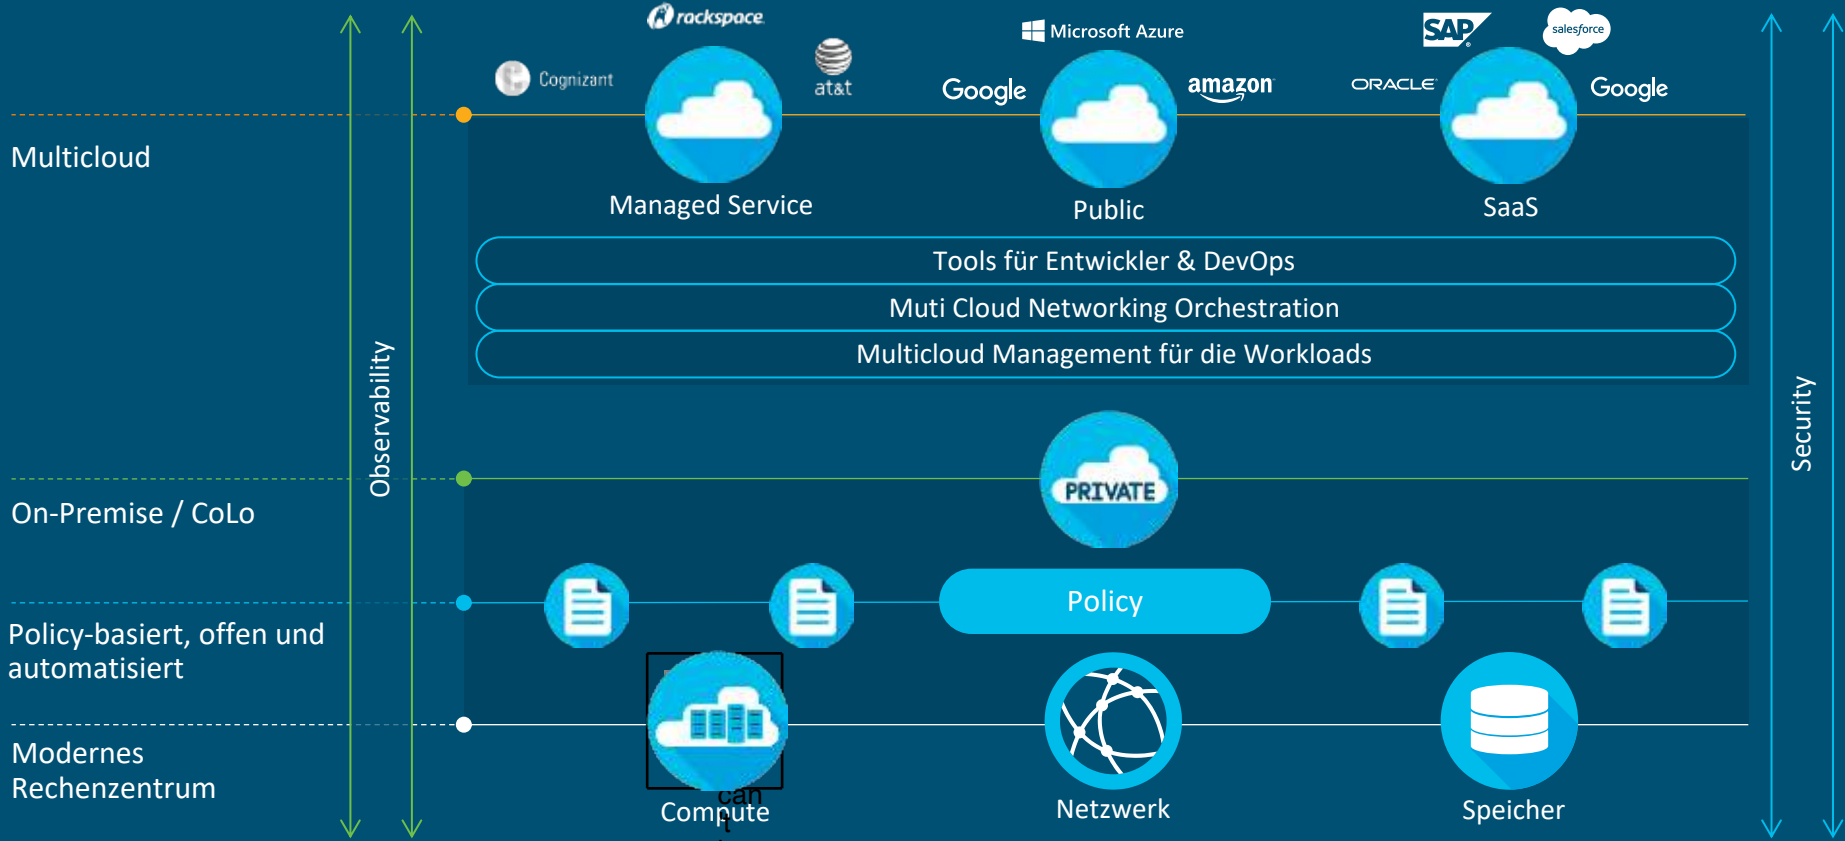 rackspace
Microsoft Azure
SAP
salesforce
Cognizant
at&t
Google
amazon
ORACLE
Google
Multicloud
Managed Service
Public
SaaS
Tools für Entwickler & DevOps
Muti Cloud Networking Orchestration
Multicloud Management für die Workloads
Observability
Security
PRIVATE
On-Premise / CoLo
Policy
Policy-basiert, offen und
automatisiert
Modernes
Rechenzentrum
can
Compute
Netzwerk
Speicher